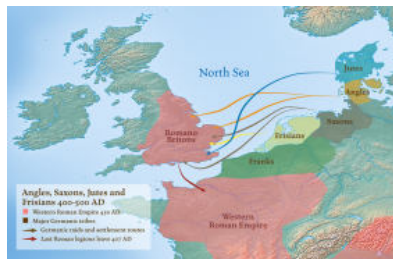 North Sea
Jutes
Angles
Saxons
Romano
Britons
Frisians
Franks
Angles, Saxons, Jutes and
Frisians 400-500 AD
Western Roman Empire 450 AD
Major Germanic tribes
Germanic raids and settlement routes
Last Roman legions leave 407 AD
Western
Roman Empire